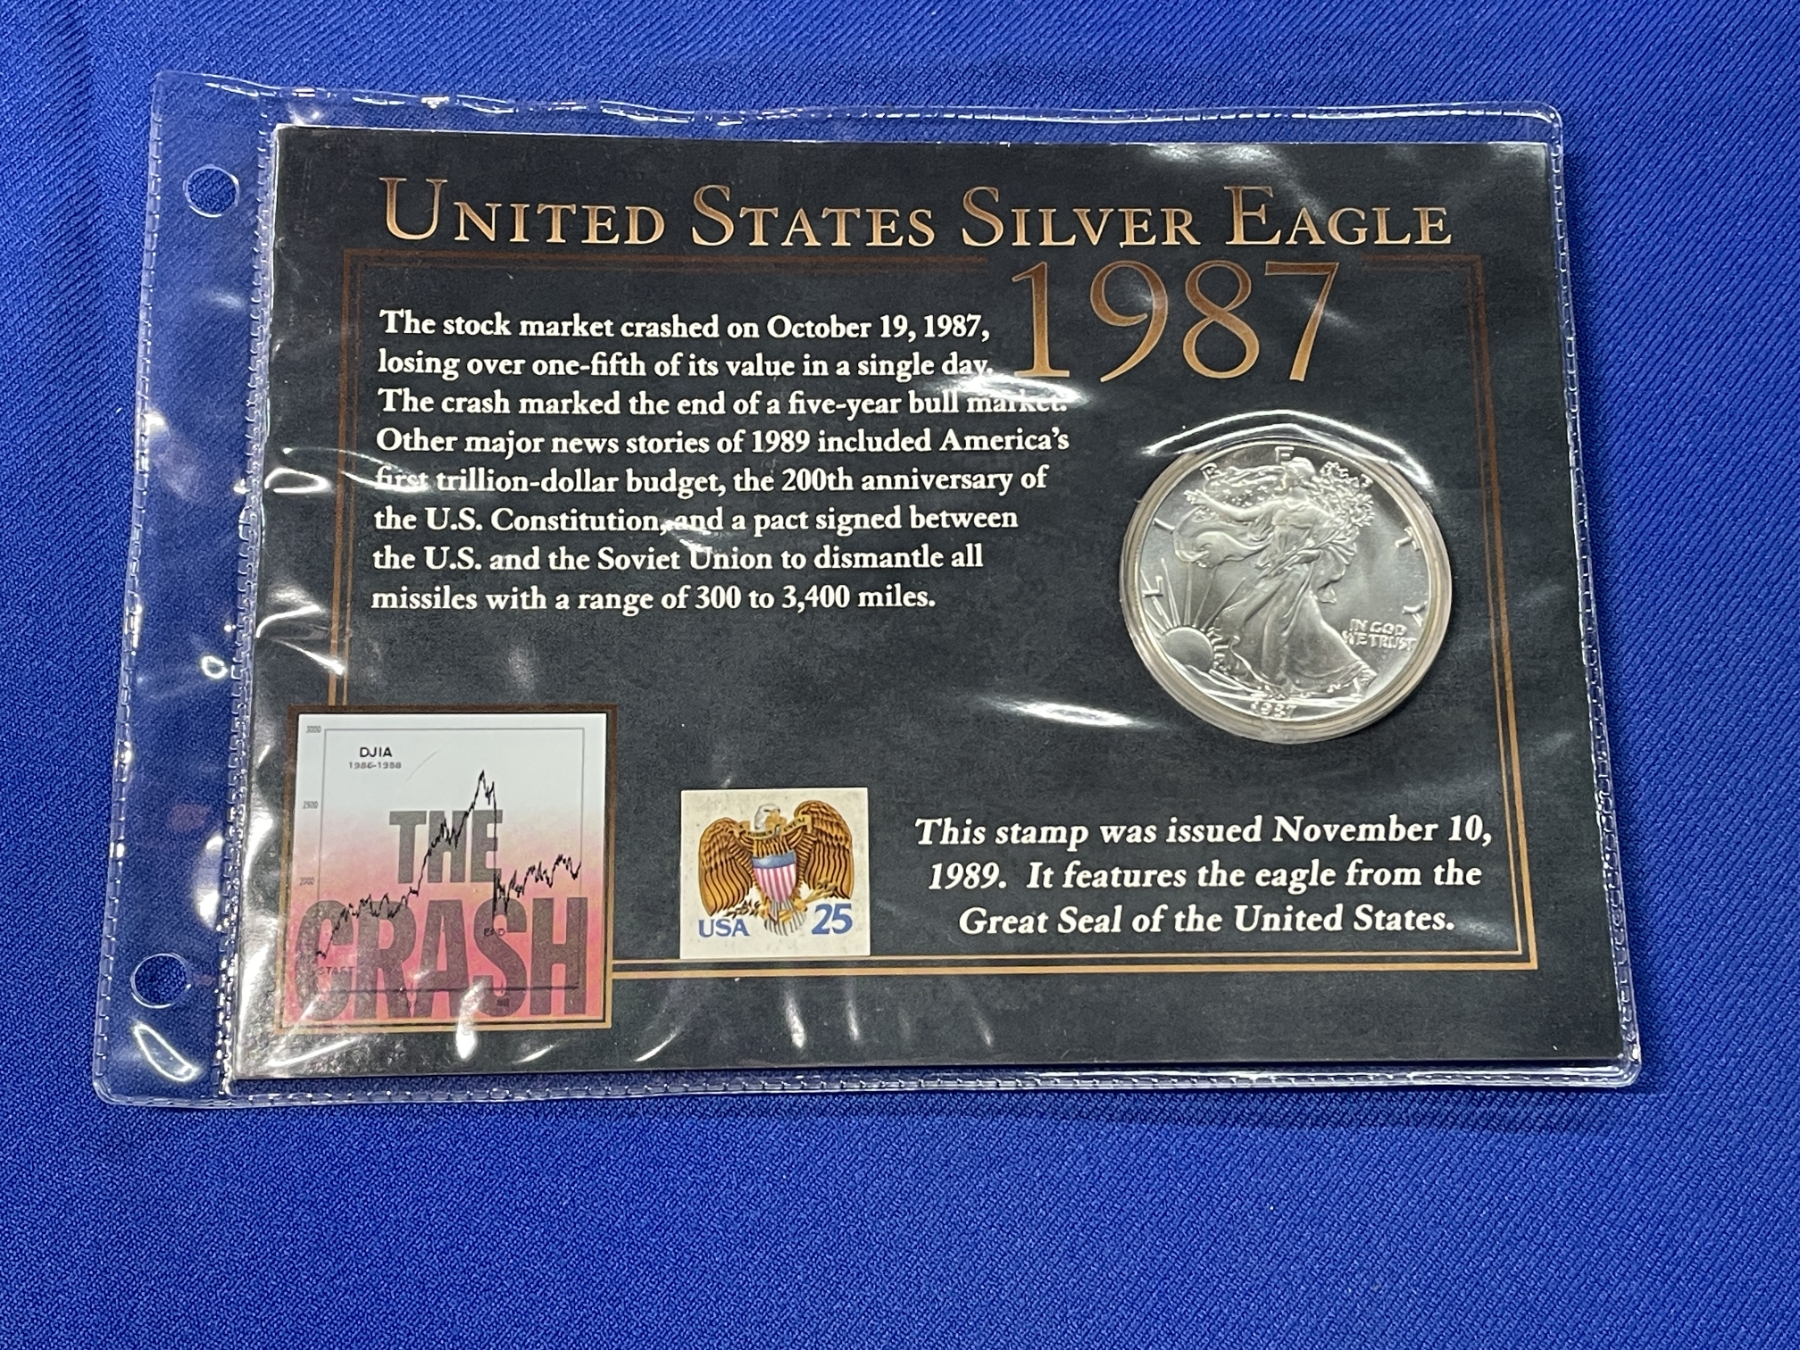 UNITED STATES SILVER EAGLE
1987
The stock market crashed on October 19, 1987,
losing over one-fifth of its value in a single day.
The crash marked the end of a five-year bull market.
Other major news stories of 1989 included America's
first trillion-dollar budget, the 200th anniversary of
the U.S. Constitution, and a pact signed between
the U.S. and the Soviet Union to dismantle all
missiles with a range of 300 to 3,400 miles.
LIBERTY
IN GOD
WE TRUST
1987
3000
DJIA
1986-1988
2500
THE
CRASH
END
START
USA 25
This stamp was issued November 10,
1989. It features the eagle from the
Great Seal of the United States.